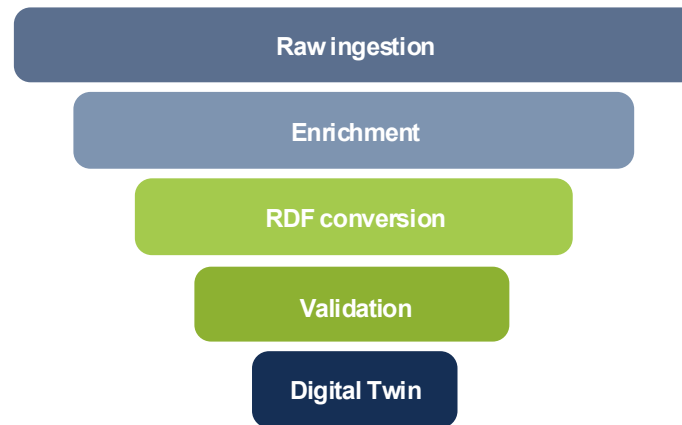 Raw ingestion
Enrichment
RDF conversion
Validation
Digital Twin